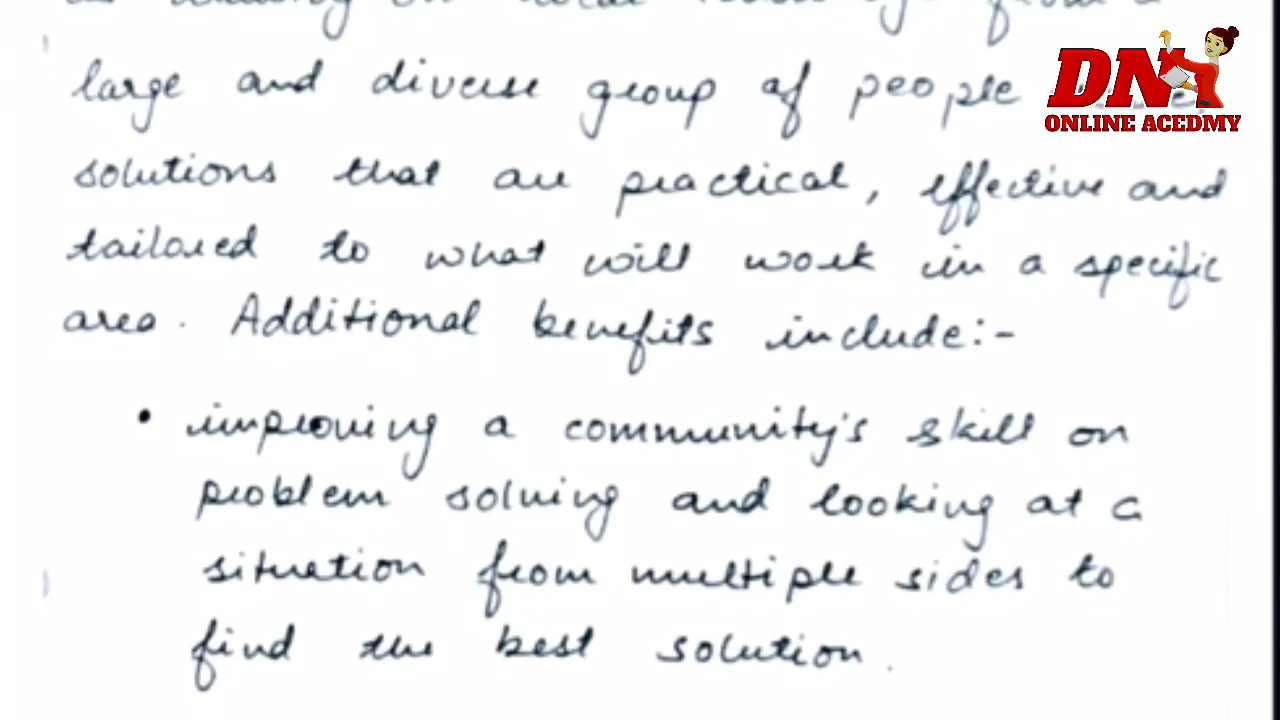 large and diverse group of people
solutions that are practical, effective and
tailored to what will work in a specific
area. Additional benefits include:-
• improving a community's skill on
problem solving and looking at a
situation from multiple sides to
find the best solution.
DNA
ONLINE ACEDMY